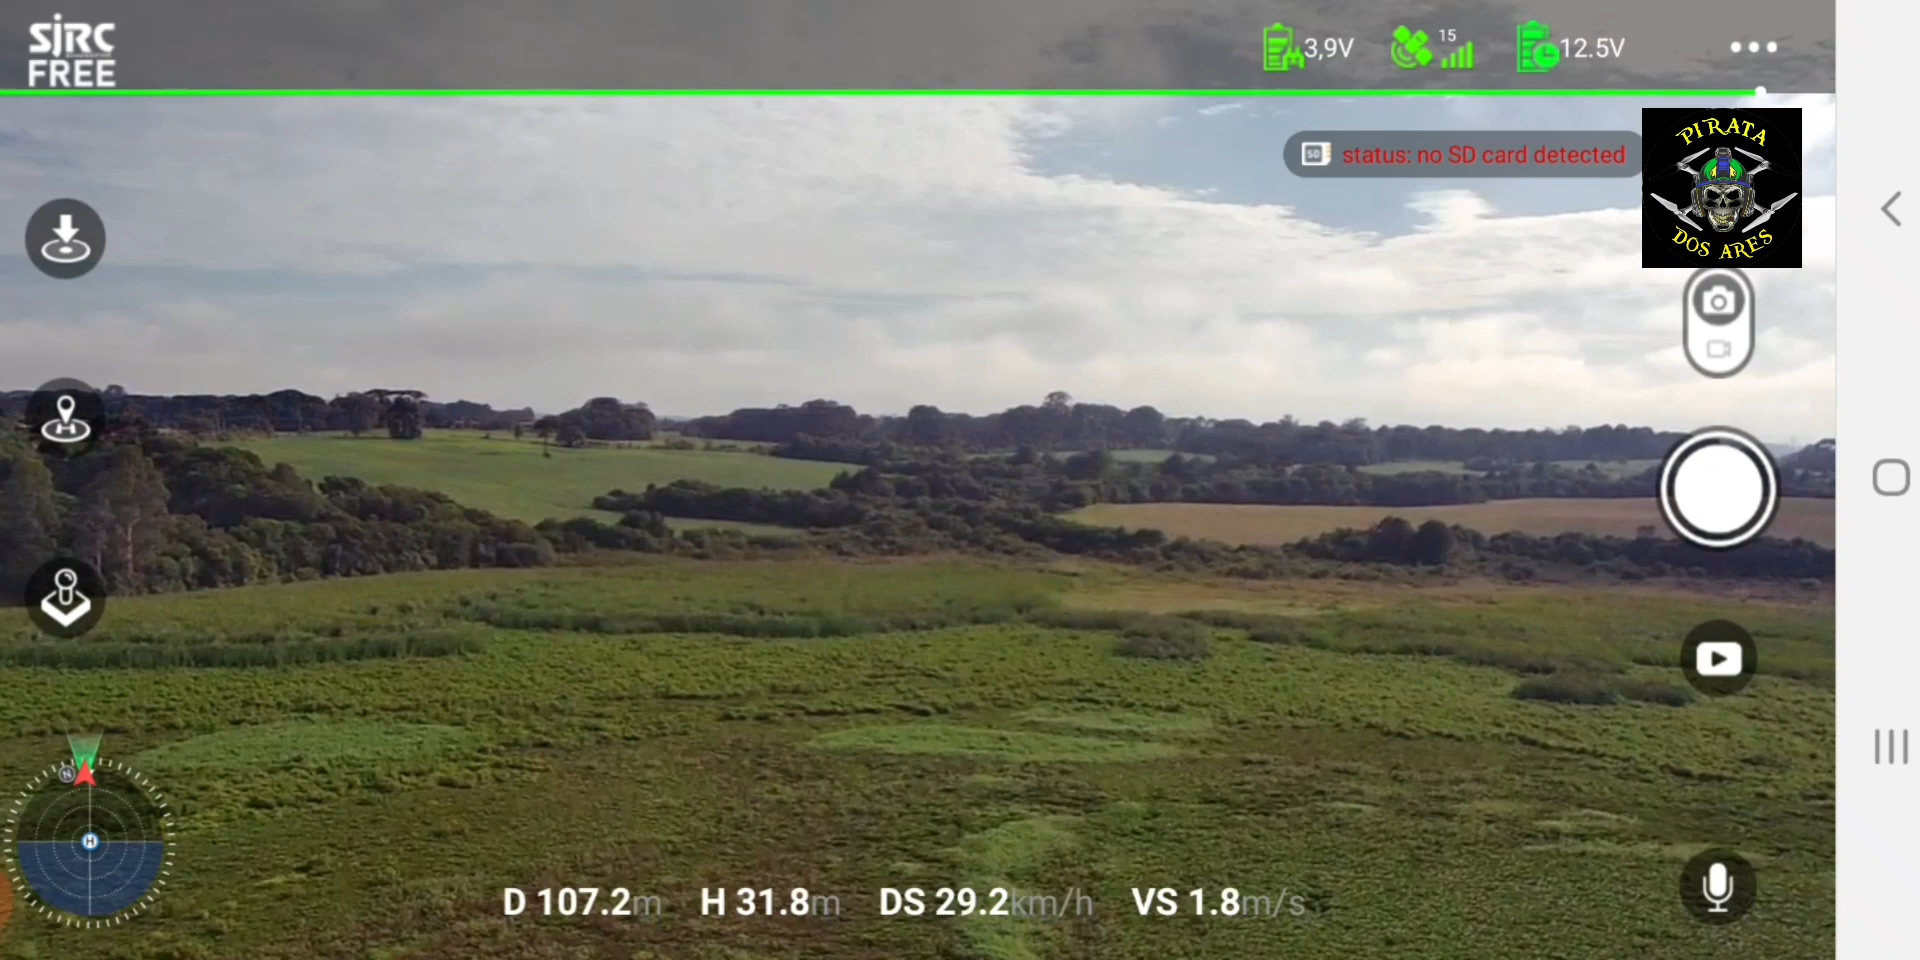 SJRC
FREE
3,9V
15
12.5V
SD
status: no SD card detected
PIRATA
DOS ARES
N
H
D 107.2m H 31.8m DS 29.2km/h VS 1.8m/s